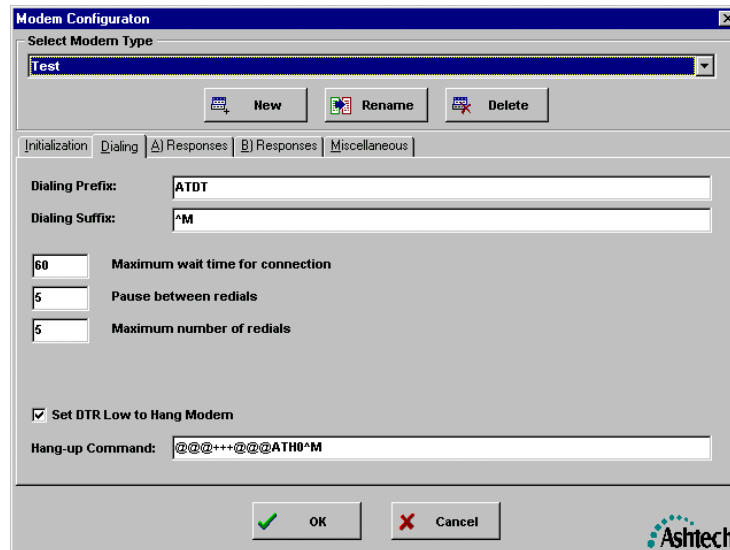 Modem Configuraton
Select Modem Type
Test
New Rename Delete
Initialization Dialing A) Responses B) Responses Miscellaneous
Dialing Prefix: ATDT
Dialing Suffix: ^M
60 Maximum wait time for connection
5 Pause between redials
5 Maximum number of redials
Set DTR Low to Hang Modem
Hang-up Command: @@@+++@@@ATH0^M
OK Cancel
Ashtech